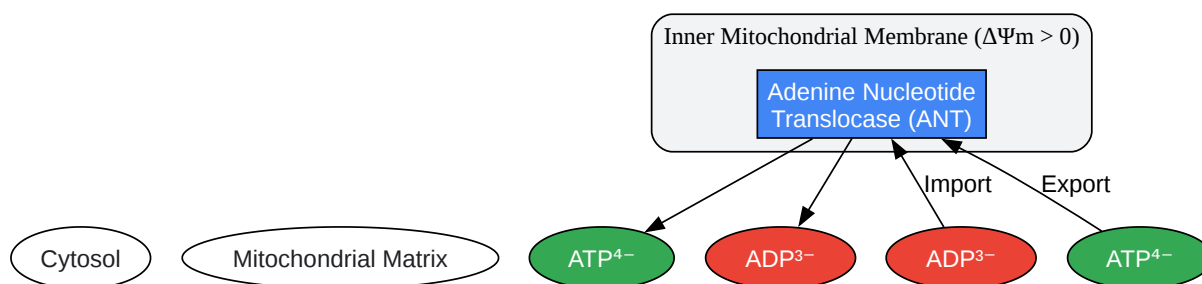 Inner Mitochondrial Membrane (ΔΨm > 0)
Adenine Nucleotide
Translocase (ANT)
Import
Export
Cytosol
Mitochondrial Matrix
ATP⁴⁻
ADP³⁻
ADP³⁻
ATP⁴⁻